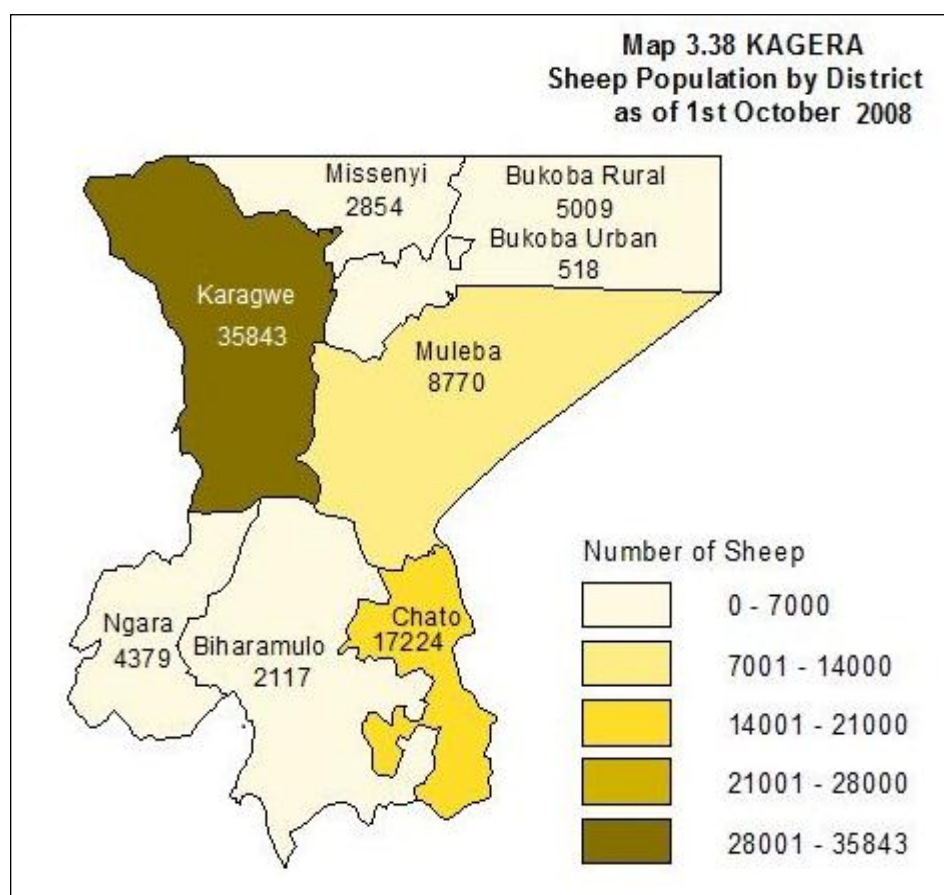 Map 3.38 KAGERA
Sheep Population by District
as of 1st October 2008
Missenyi
2854
Bukoba Rural
5009
Bukoba Urban
518
Karagwe
35843
Muleba
8770
Ngara
4379
Biharamulo
2117
Chato
17224
Number of Sheep
0 - 7000
7001 - 14000
14001 - 21000
21001 - 28000
28001 - 35843